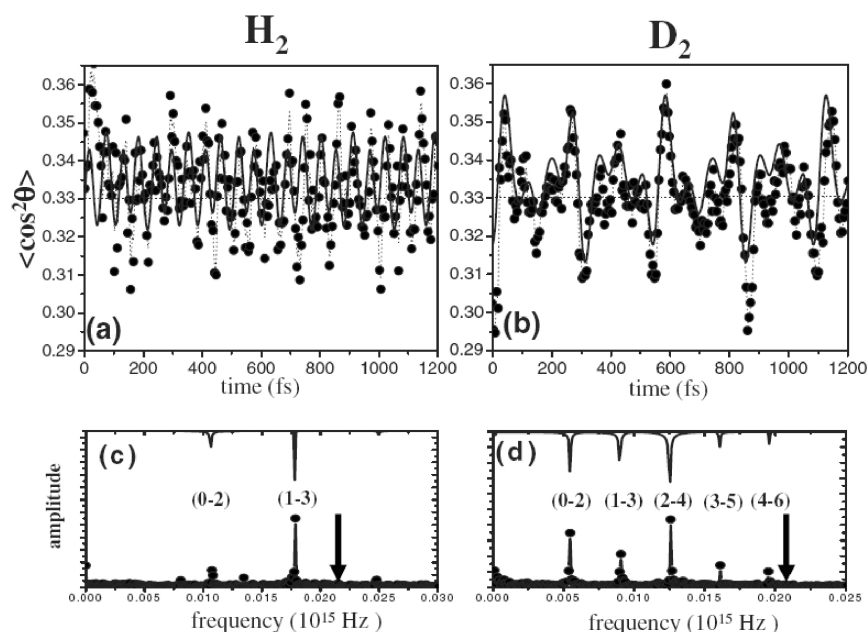 H₂
D₂
<cos²θ>
0.36
0.35
0.34
0.33
0.32
0.31
0.30
0.29
(a)
0 200 400 600 800 1000 1200
time (fs)
0.36
0.35
0.34
0.33
0.32
0.31
0.30
0.29
(b)
0 200 400 600 800 1000 1200
time (fs)
amplitude
(c)
(0-2) (1-3)
0.000 0.005 0.010 0.015 0.020 0.025 0.030
frequency (10¹⁵ Hz)
(d)
(0-2) (1-3) (2-4) (3-5) (4-6)
0.000 0.005 0.010 0.015 0.020 0.025
frequency (10¹⁵ Hz)